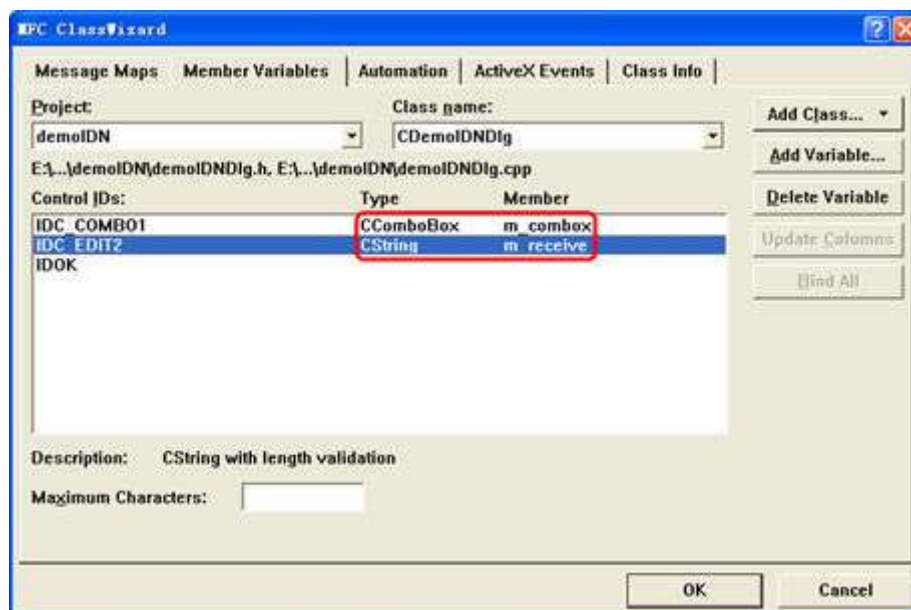 MFC ClassWizard
Message Maps Member Variables Automation ActiveX Events Class Info
Project: Class name:
demoIDN CDemoIDNDlg
E:\...\demoIDN\demoIDNDlg.h, E:\...\demoIDN\demoIDNDlg.cpp
Control IDs: Type Member
IDC_COMBO1 CComboBox m_combox
IDC_EDIT2 CString m_receive
IDOK
Add Class...
Add Variable...
Delete Variable
Update Columns
Bind All
Description: CString with length validation
Maximum Characters:
OK Cancel